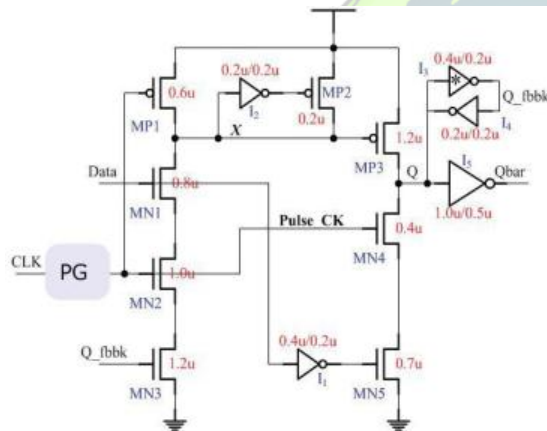 0.4u/0.2u
I3
*
Q_fbbk
0.2u/0.2u
I4
0.2u/0.2u
I2
MP2
0.2u
0.6u
MP1
X
1.2u
MP3
Q
I5
Qbar
1.0u/0.5u
Data
0.8u
MN1
Pulse_CK
0.4u
MN4
CLK
PG
1.0u
MN2
0.4u/0.2u
I1
Q_fbbk
1.2u
MN3
0.7u
MN5